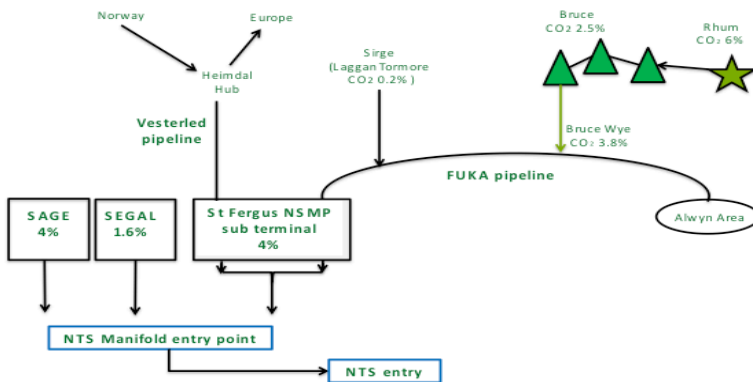 Norway
Europe
Bruce
CO₂ 2.5%
Rhum
CO₂ 6%
Sirge
(Laggan Tormore
CO₂ 0.2% )
Heimdal
Hub
Vesterled
pipeline
Bruce Wye
CO₂ 3.8%
FUKA pipeline
SAGE
4%
SEGAL
1.6%
St Fergus NSMP
sub terminal
4%
Alwyn Area
NTS Manifold entry point
NTS entry